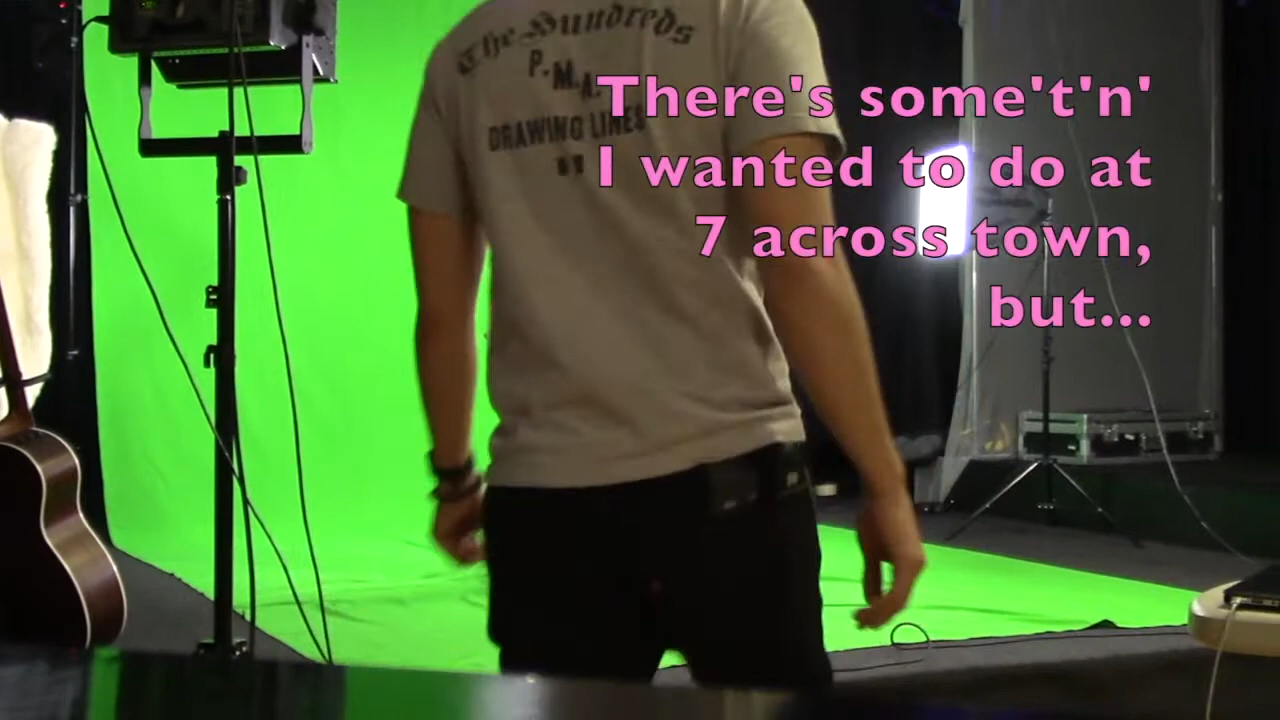 The Hundreds
P.M.A.
DRAWING LINES
There's some't'n'
I wanted to do at
7 across town,
but...